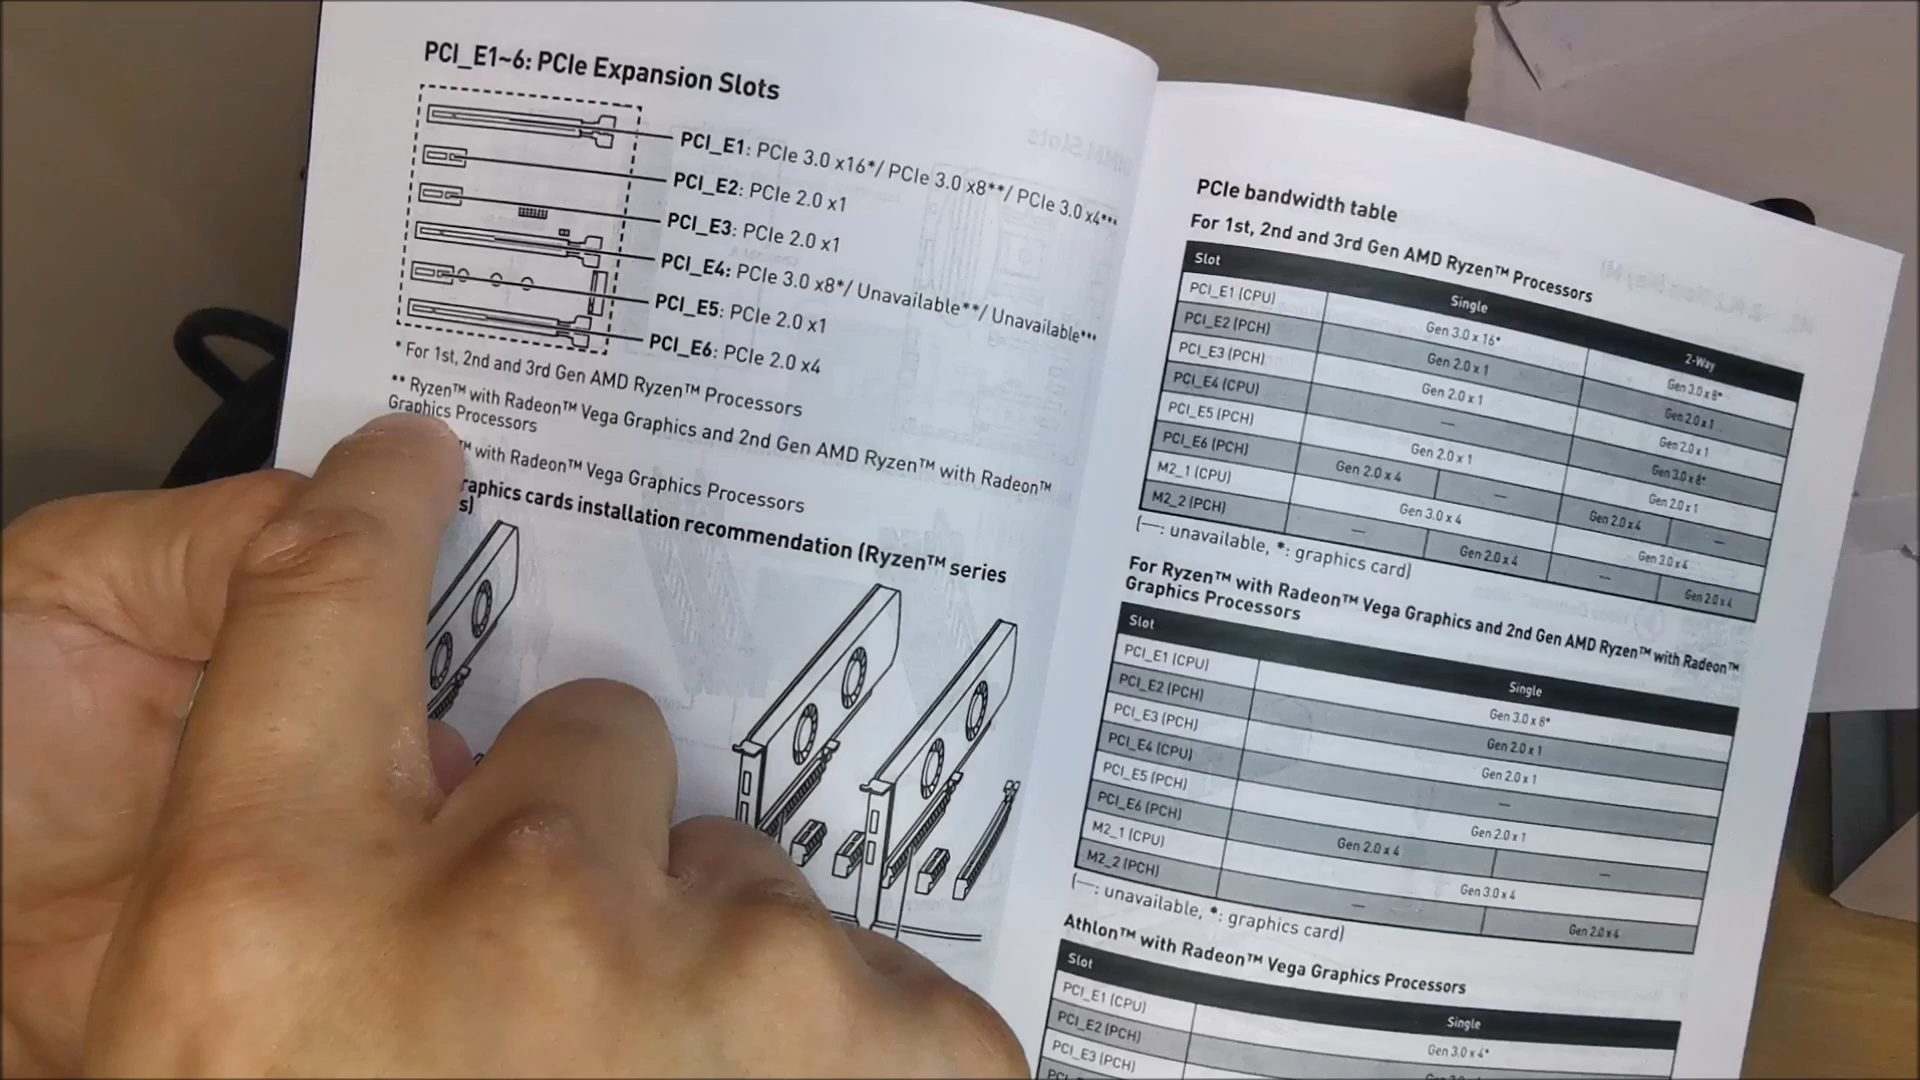 PCI_E1~6: PCIe Expansion Slots
PCI_E1: PCIe 3.0 x16*/ PCIe 3.0 x8**/ PCIe 3.0 x4***
PCI_E2: PCIe 2.0 x1
PCI_E3: PCIe 2.0 x1
PCI_E4: PCIe 3.0 x8*/ Unavailable**/ Unavailable***
PCI_E5: PCIe 2.0 x1
PCI_E6: PCIe 2.0 x4
* For 1st, 2nd and 3rd Gen AMD Ryzen™ Processors
** Ryzen™ with Radeon™ Vega Graphics and 2nd Gen AMD Ryzen™ with Radeon™
Graphics Processors
™ with Radeon™ Vega Graphics Processors
graphics cards installation recommendation (Ryzen™ series
s)
PCIe bandwidth table
For 1st, 2nd and 3rd Gen AMD Ryzen™ Processors
Slot Single 2-Way
PCI_E1 (CPU) Gen 3.0 x 16* Gen 3.0 x 8*
PCI_E2 (PCH) Gen 2.0 x 1 Gen 2.0 x 1
PCI_E3 (PCH) Gen 2.0 x 1 Gen 2.0 x 1
PCI_E4 (CPU) — Gen 3.0 x 8*
PCI_E5 (PCH) Gen 2.0 x 1 Gen 2.0 x 1
PCI_E6 (PCH) Gen 2.0 x 4 — Gen 2.0 x 4 —
M2_1 (CPU) Gen 3.0 x 4 Gen 3.0 x 4
M2_2 (PCH) — Gen 2.0 x 4 — Gen 2.0 x 4
(—: unavailable, *: graphics card)
For Ryzen™ with Radeon™ Vega Graphics and 2nd Gen AMD Ryzen™ with Radeon™
Graphics Processors
Slot Single
PCI_E1 (CPU) Gen 3.0 x 8*
PCI_E2 (PCH) Gen 2.0 x 1
PCI_E3 (PCH) Gen 2.0 x 1
PCI_E4 (CPU) —
PCI_E5 (PCH) Gen 2.0 x 1
PCI_E6 (PCH) Gen 2.0 x 4 —
M2_1 (CPU) Gen 3.0 x 4
M2_2 (PCH) — Gen 2.0 x 4
(—: unavailable, *: graphics card)
Athlon™ with Radeon™ Vega Graphics Processors
Slot Single
PCI_E1 (CPU) Gen 3.0 x 4*
PCI_E2 (PCH)
PCI_E3 (PCH)